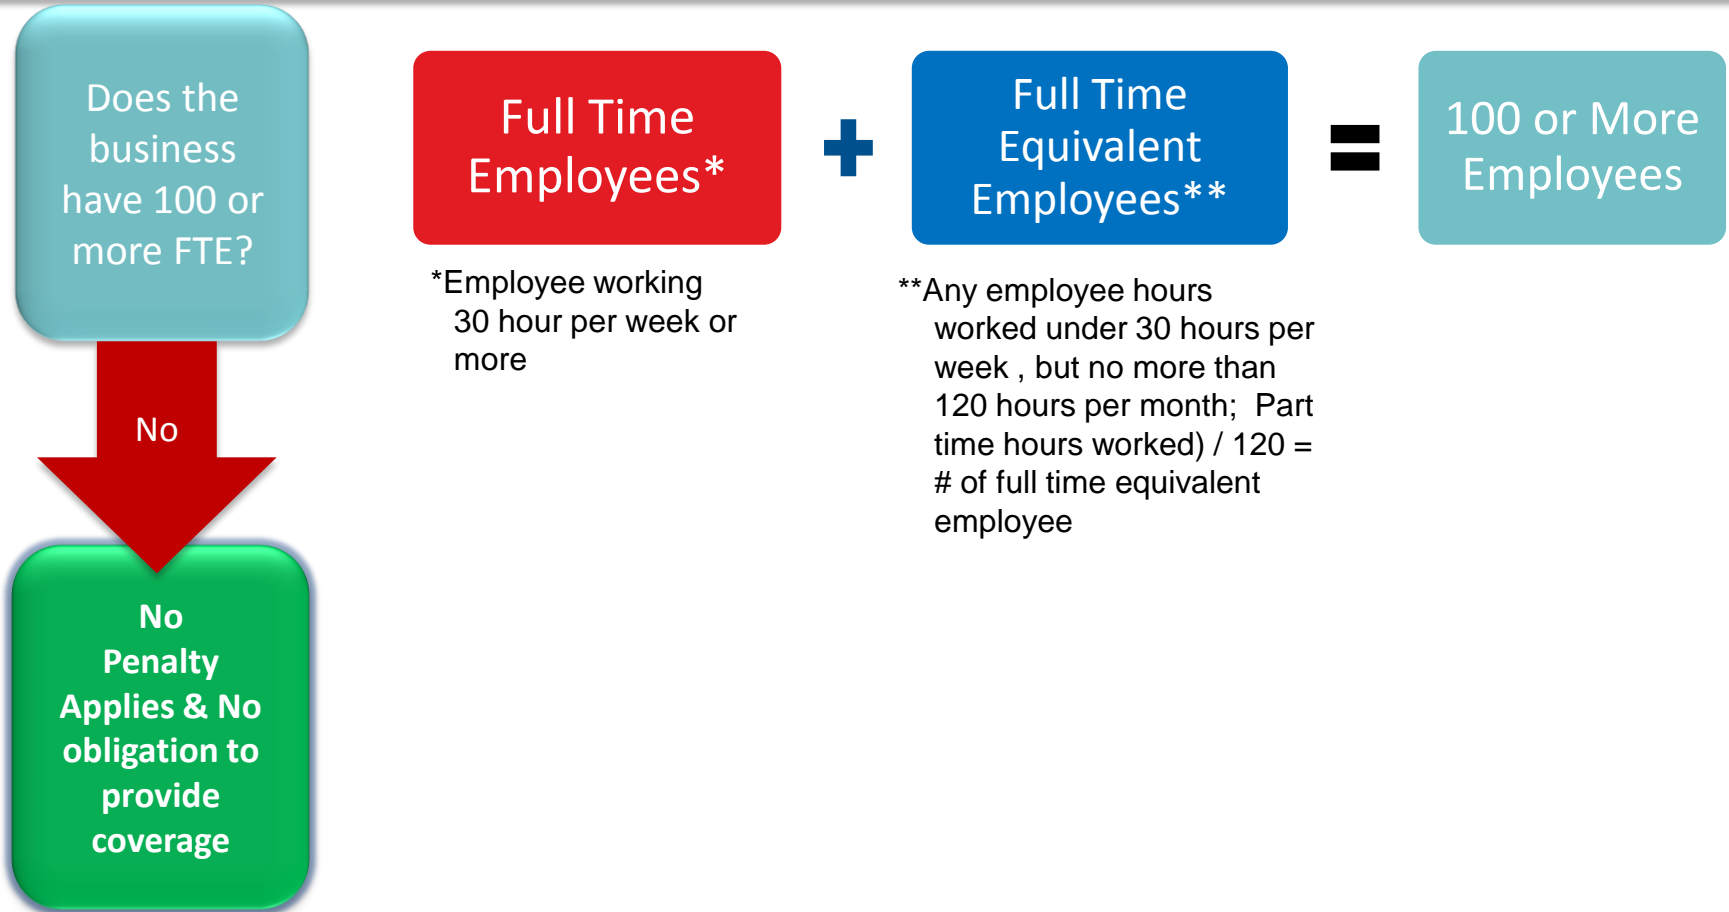 Does the
business
have 100 or
more FTE?
No
No
Penalty
Applies & No
obligation to
provide
coverage
Full Time
Employees*
*Employee working
30 hour per week or
more
Full Time
Equivalent
Employees**
**Any employee hours
worked under 30 hours per
week , but no more than
120 hours per month;  Part
time hours worked) / 120 =
# of full time equivalent
employee
100 or More
Employees